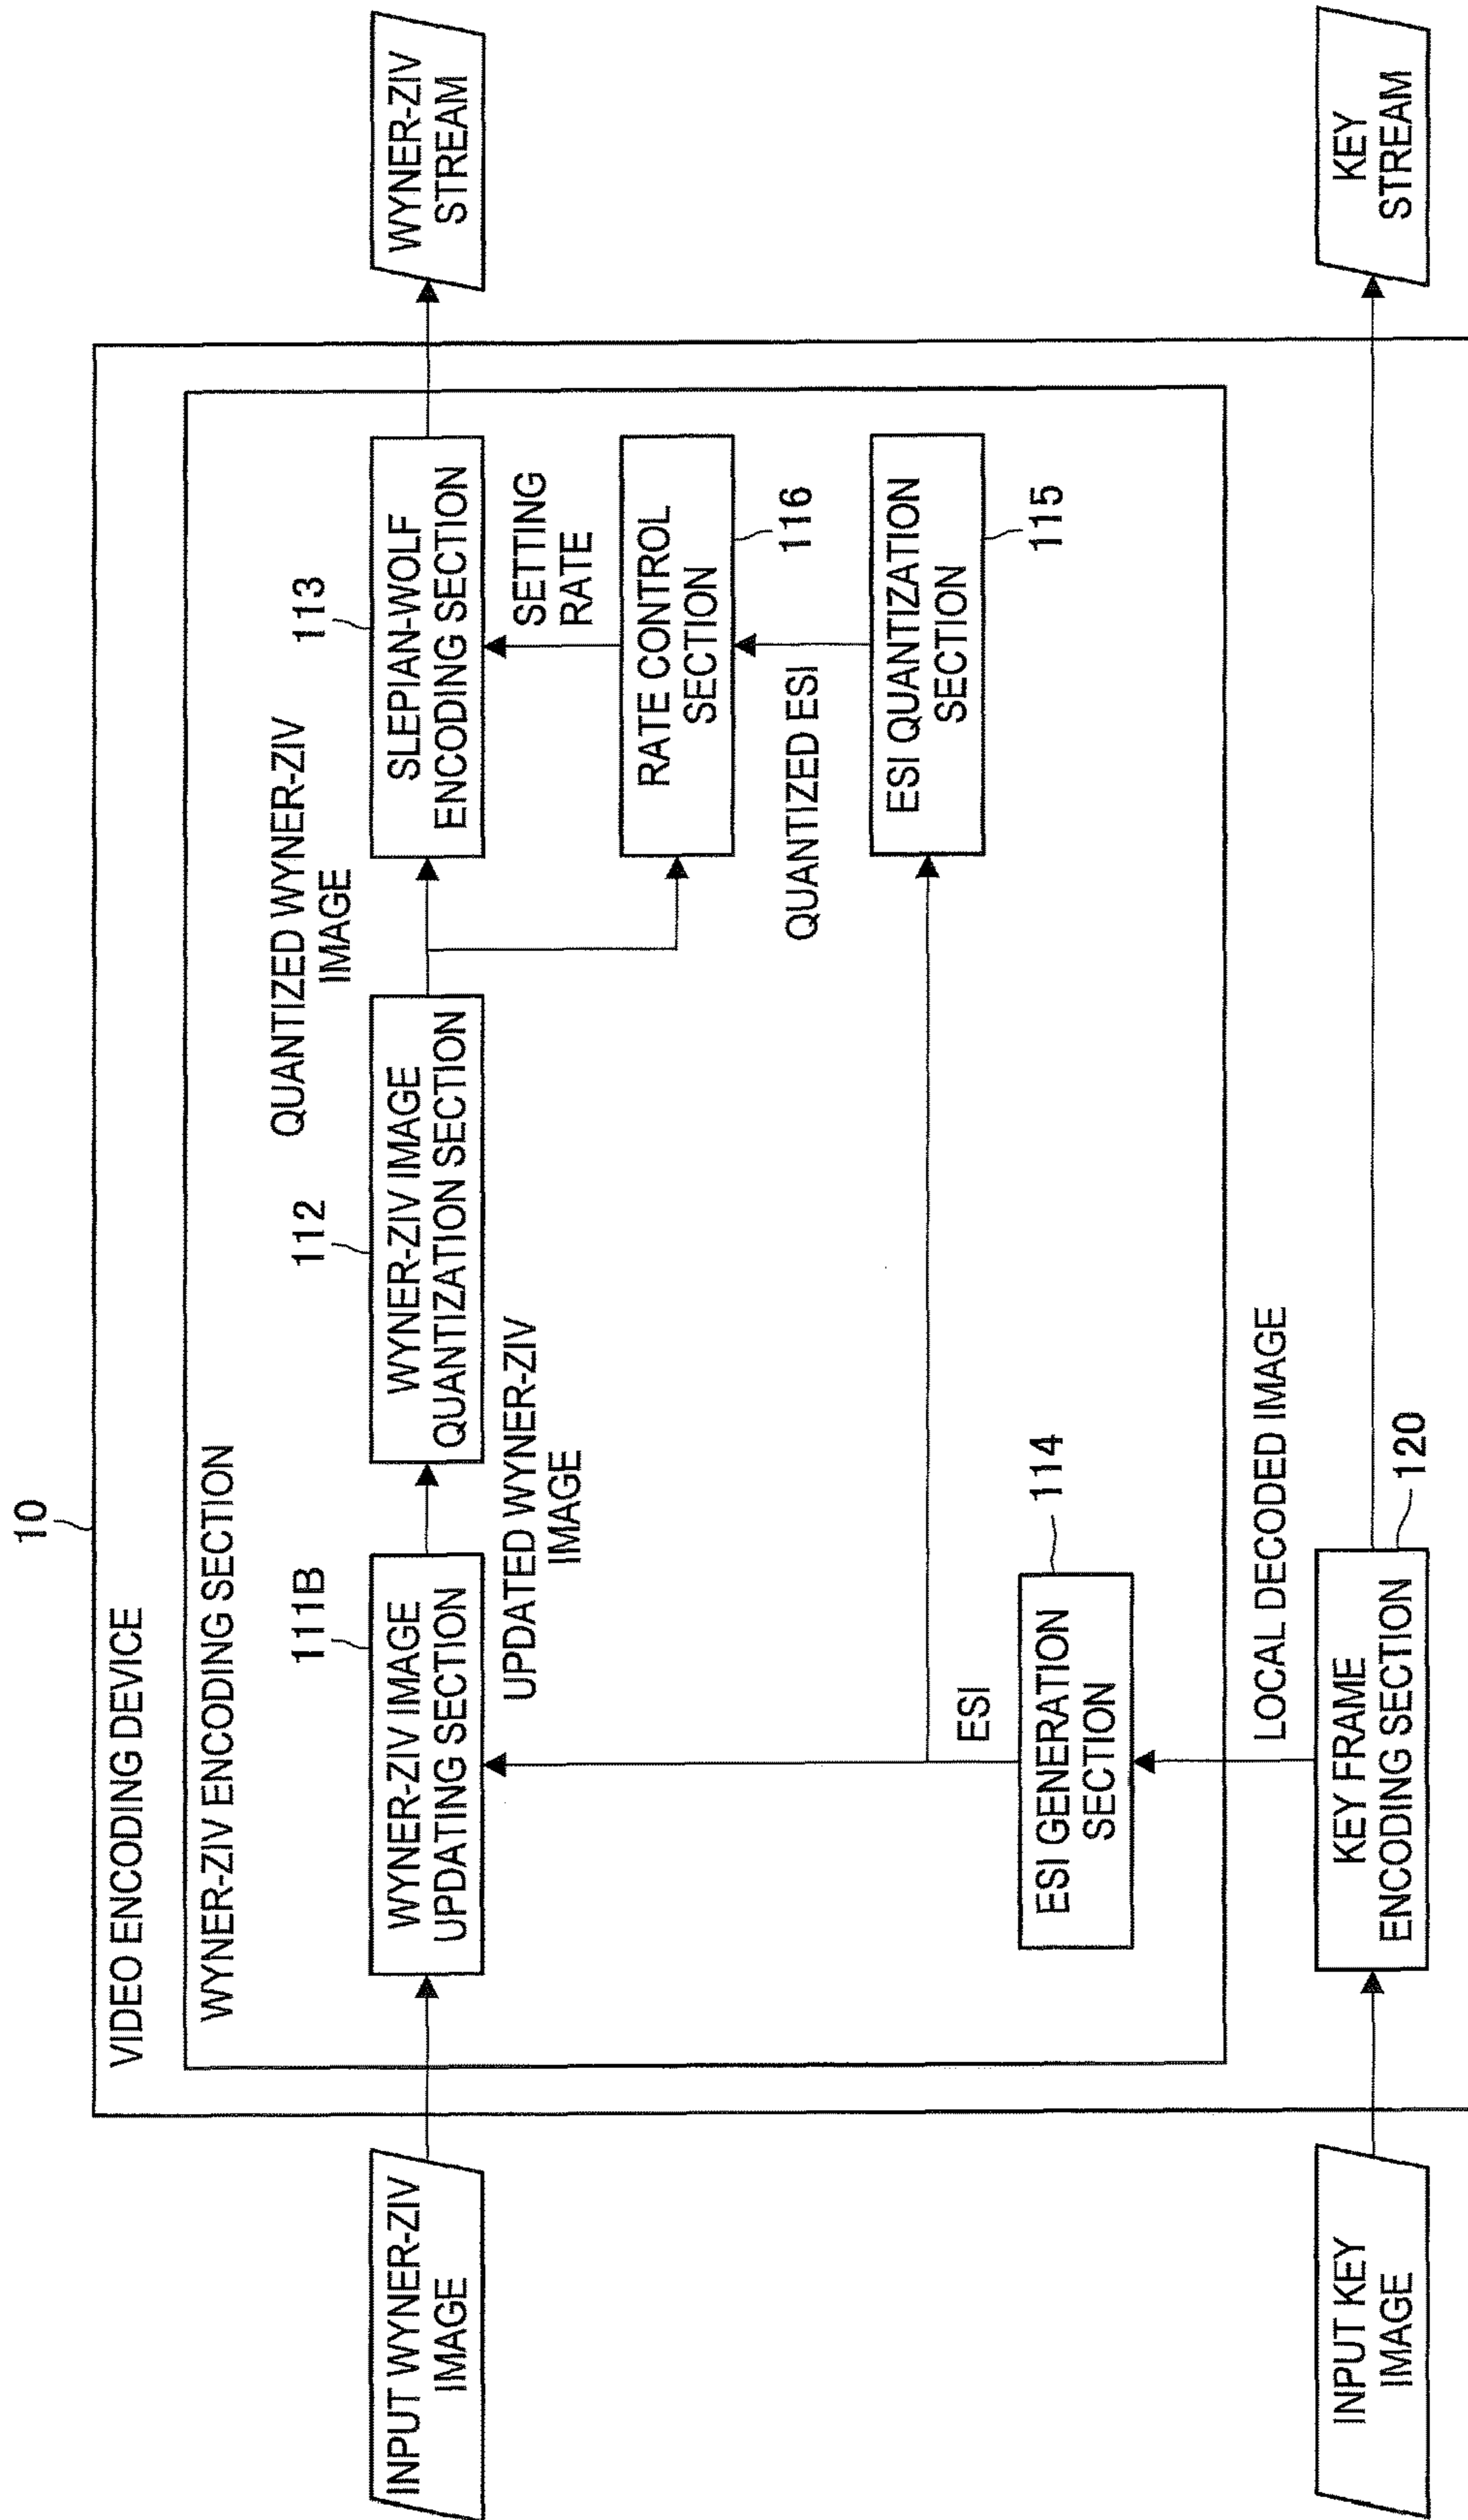 10
VIDEO ENCODING DEVICE
WYNER-ZIV ENCODING SECTION
INPUT WYNER-ZIV
IMAGE
111B
WYNER-ZIV IMAGE
UPDATING SECTION
UPDATED WYNER-ZIV
IMAGE
112
WYNER-ZIV IMAGE
QUANTIZATION SECTION
QUANTIZED WYNER-ZIV
IMAGE
113
SLEPIAN-WOLF
ENCODING SECTION
WYNER-ZIV
STREAM
SETTING
RATE
RATE CONTROL
SECTION
116
QUANTIZED ESI
ESI QUANTIZATION
SECTION
115
ESI
114
ESI GENERATION
SECTION
LOCAL DECODED IMAGE
INPUT KEY
IMAGE
KEY FRAME
ENCODING SECTION
120
KEY
STREAM